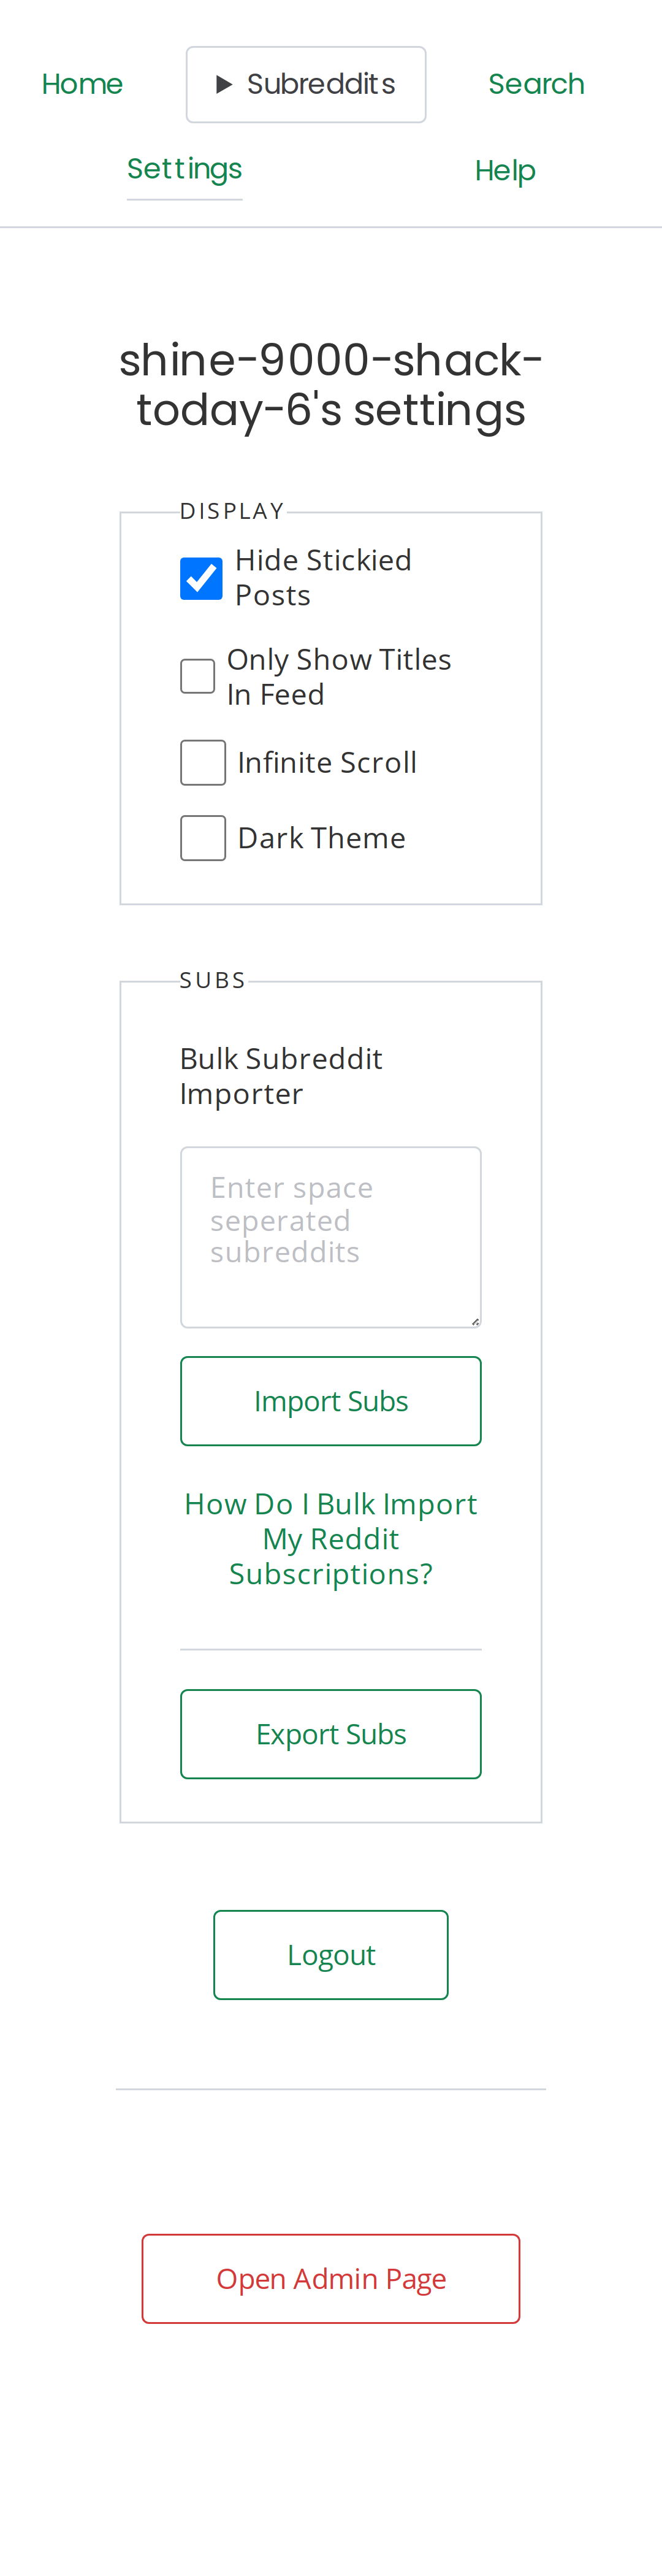 Home
Subreddits
Search
Settings
Help
shine-9000-shack-
today-6's settings
DISPLAY
Hide Stickied
Posts
Only Show Titles
In Feed
Infinite Scroll
Dark Theme
SUBS
Bulk Subreddit
Importer
Enter space
seperated
subreddits
Import Subs
How Do I Bulk Import
My Reddit
Subscriptions?
Export Subs
Logout
Open Admin Page